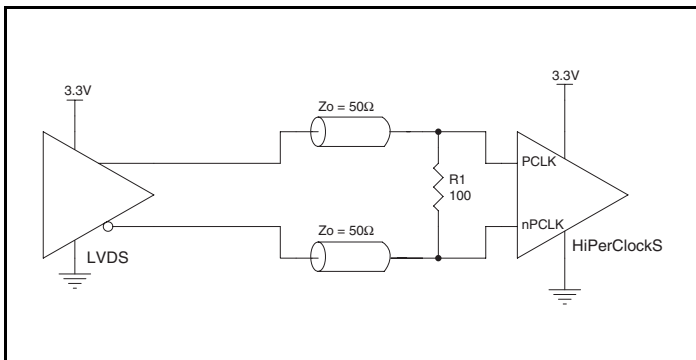 3.3V
3.3V
Zo = 50Ω
PCLK
R1
100
nPCLK
Zo = 50Ω
LVDS
HiPerClockS